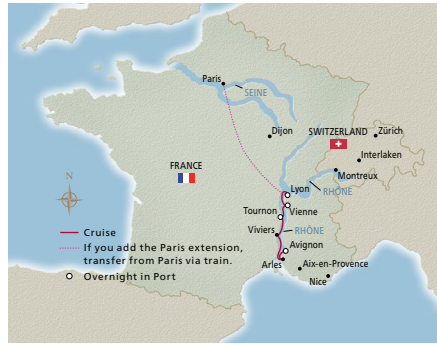 Paris
SEINE
Dijon
SWITZERLAND
Zürich
Interlaken
FRANCE
Montreux
RHÔNE
Lyon
Vienne
Tournon
N
Viviers
RHÔNE
Cruise
If you add the Paris extension,
transfer from Paris via train.
Avignon
Arles
Aix-en-Provence
Overnight in Port
Nice